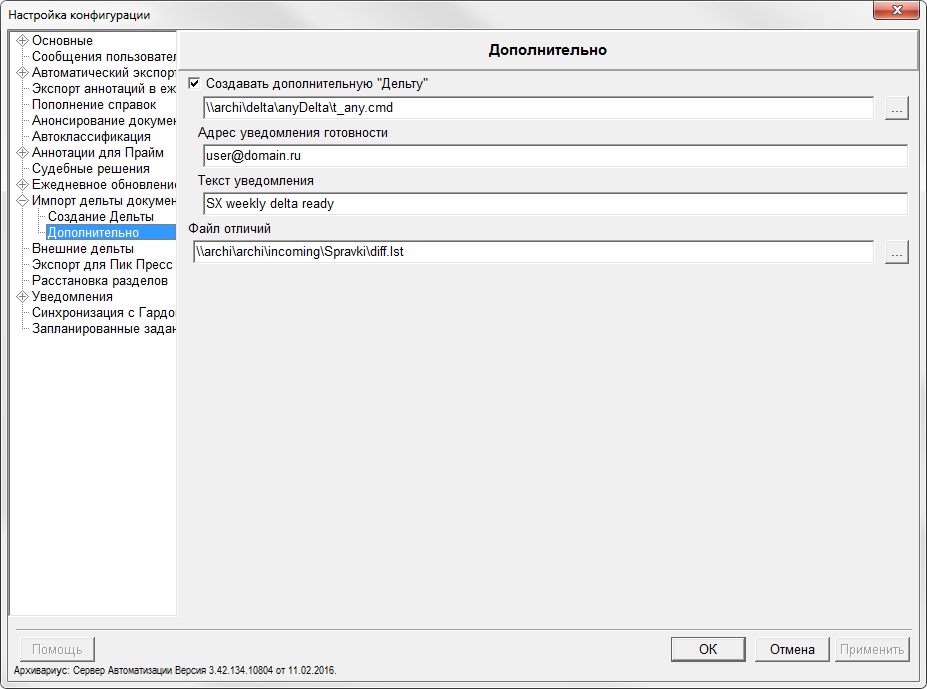 Настройка конфигурации
Основные
Сообщения пользовател
Автоматический экспорт
Экспорт аннотаций в еж
Пополнение справок
Анонсирование докумен
Автоклассификация
Аннотации для Прайм
Судебные решения
Ежедневное обновление
Импорт дельты докумен
Создание Дельты
Дополнительно
Внешние дельты
Экспорт для Пик Пресс
Расстановка разделов
Уведомления
Синхронизация с Гардо
Запланированные задан
Дополнительно
Создавать дополнительную "Дельту"
\\archi\delta\anyDelta\t_any.cmd
...
Адрес уведомления готовности
user@domain.ru
Текст уведомления
SX weekly delta ready
Файл отличий
\\archi\archi\incoming\Spravki\diff.lst
...
Помощь
OK
Отмена
Применить
Архивариус: Сервер Автоматизации Версия 3.42.134.10804 от 11.02.2016.